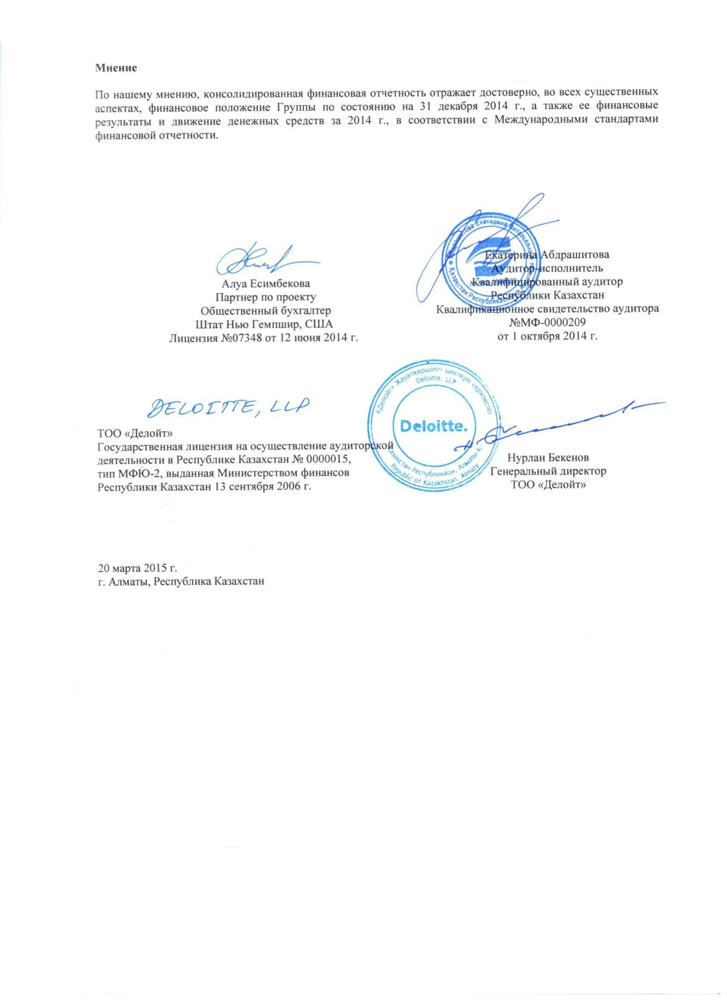 Мнение
По нашему мнению, консолидированная финансовая отчетность отражает достоверно, во всех существенных
аспектах, финансовое положение Группы по состоянию на 31 декабря 2014 г., а также ее финансовые
результаты и движение денежных средств за 2014 г., в соответствии с Международными стандартами
финансовой отчетности.
Алуа Есимбекова
Партнер по проекту
Общественный бухгалтер
Штат Нью Гемпшир, США
Лицензия №07348 от 12 июня 2014 г.
Абдрашитова Екатерина Витальевна
Қазақстан Республикасының Аудиторы
Екатерина Абдрашитова
Аудитор-исполнитель
Квалифицированный аудитор
Республики Казахстан
Квалификационное свидетельство аудитора
№МФ-0000209
от 1 октября 2014 г.
DELOITTE, LLP
ТОО «Делойт»
Государственная лицензия на осуществление аудиторской
деятельности в Республике Казахстан № 0000015,
тип МФЮ-2, выданная Министерством финансов
Республики Казахстан 13 сентября 2006 г.
«Делойт» Жауапкершілігі шектеулі серіктестігі
Deloitte, LLP
Deloitte.
Қазақстан Республикасы, Алматы қ.
Republic of Kazakhstan, Almaty
Нурлан Бекенов
Генеральный директор
ТОО «Делойт»
20 марта 2015 г.
г. Алматы, Республика Казахстан